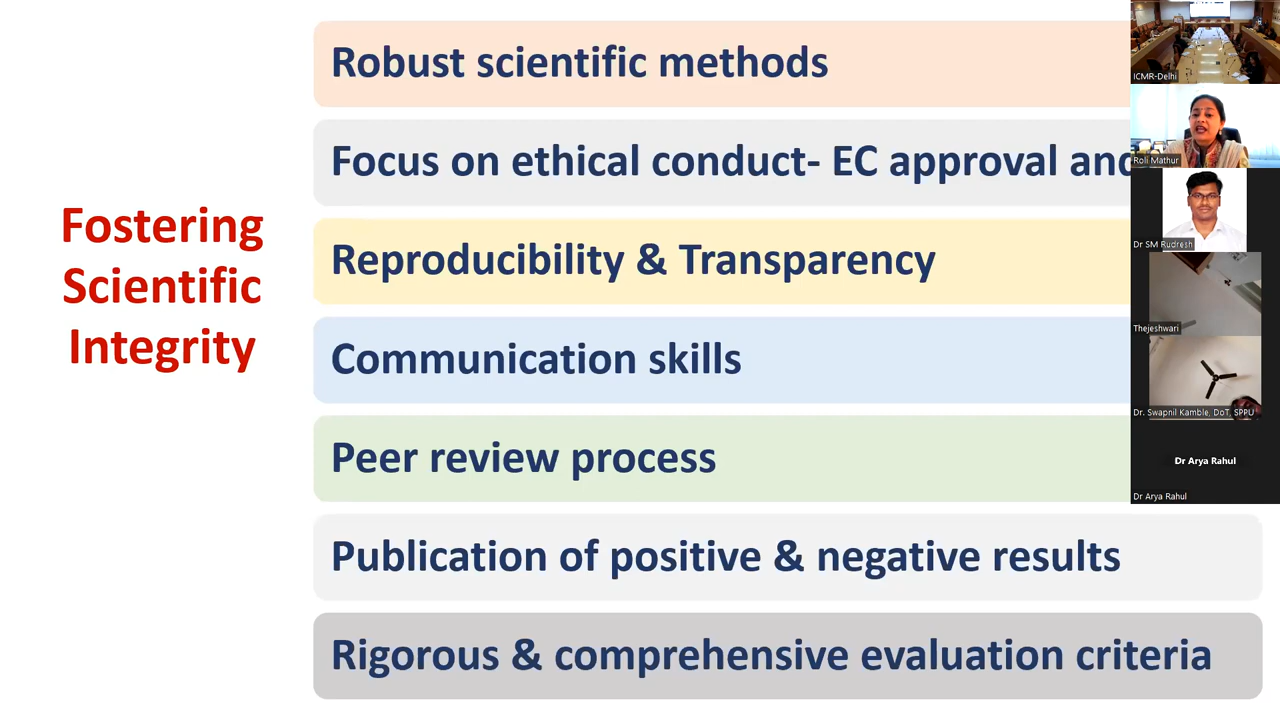 Fostering
Scientific
Integrity
Robust scientific methods
Focus on ethical conduct- EC approval and
Reproducibility & Transparency
Communication skills
Peer review process
Publication of positive & negative results
Rigorous & comprehensive evaluation criteria
ICMR-Delhi
Roli Mathur
Dr SM Rudresh
Thejeshwari
Dr. Swapnil Kamble, DoT, SPPU
Dr Arya Rahul
Dr Arya Rahul